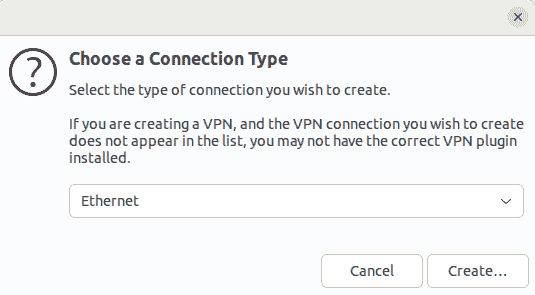 Choose a Connection Type
Select the type of connection you wish to create.
If you are creating a VPN, and the VPN connection you wish to create
does not appear in the list, you may not have the correct VPN plugin
installed.
Ethernet
Cancel
Create...